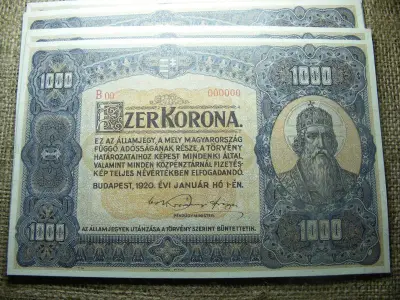 1000
1000
B 00 000000
EZER KORONA.
EZ AZ ÁLLAMJEGY, A MELY MAGYARORSZÁG
FÜGGŐ ADÓSSÁGÁNAK RÉSZE, A TÖRVÉNY
HATÁROZATAIHOZ KÉPEST MINDENKI ÁLTAL,
VALAMINT MINDEN KÖZPÉNZTÁRNÁL FIZETÉS-
KÉP TELJES NÉVÉRTÉKBEN ELFOGADANDÓ.
BUDAPEST, 1920. ÉVI JANUÁR HÓ 1-ÉN.
PÉNZÜGYMINISTER.
1000
1000
AZ ÁLLAMJEGYEK UTÁNZÁSA A TÖRVÉNY SZERINT BÜNTETTETIK.